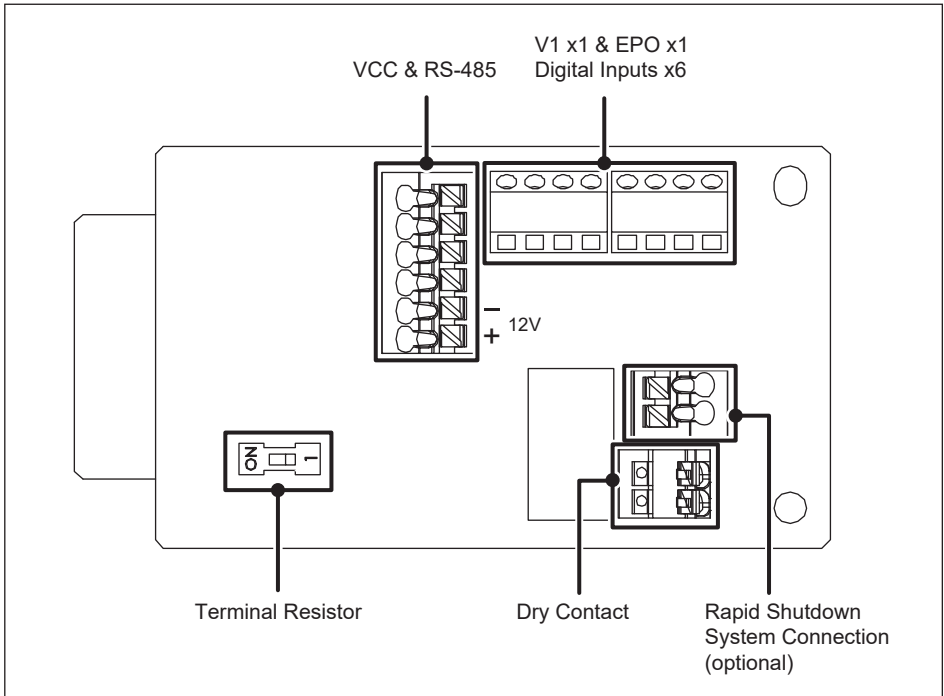 V1 x1 & EPO x1
Digital Inputs x6
VCC & RS-485
−
+ 12V
ON
1
Terminal Resistor
Dry Contact
Rapid Shutdown
System Connection
(optional)